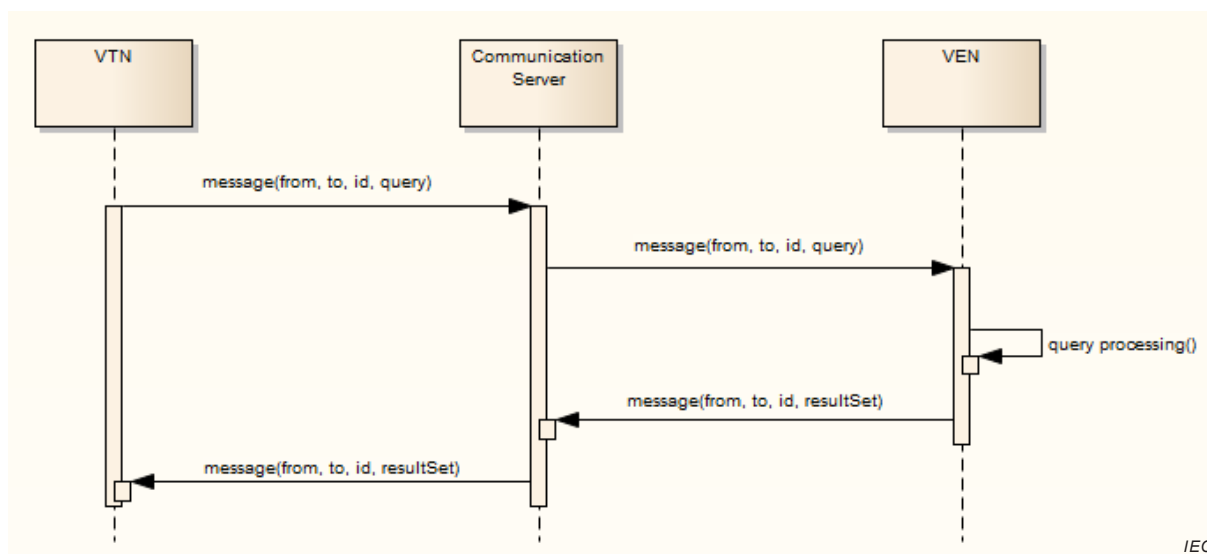 VTN
Communication
Server
VEN
message(from, to, id, query)
message(from, to, id, query)
query processing()
message(from, to, id, resultSet)
message(from, to, id, resultSet)